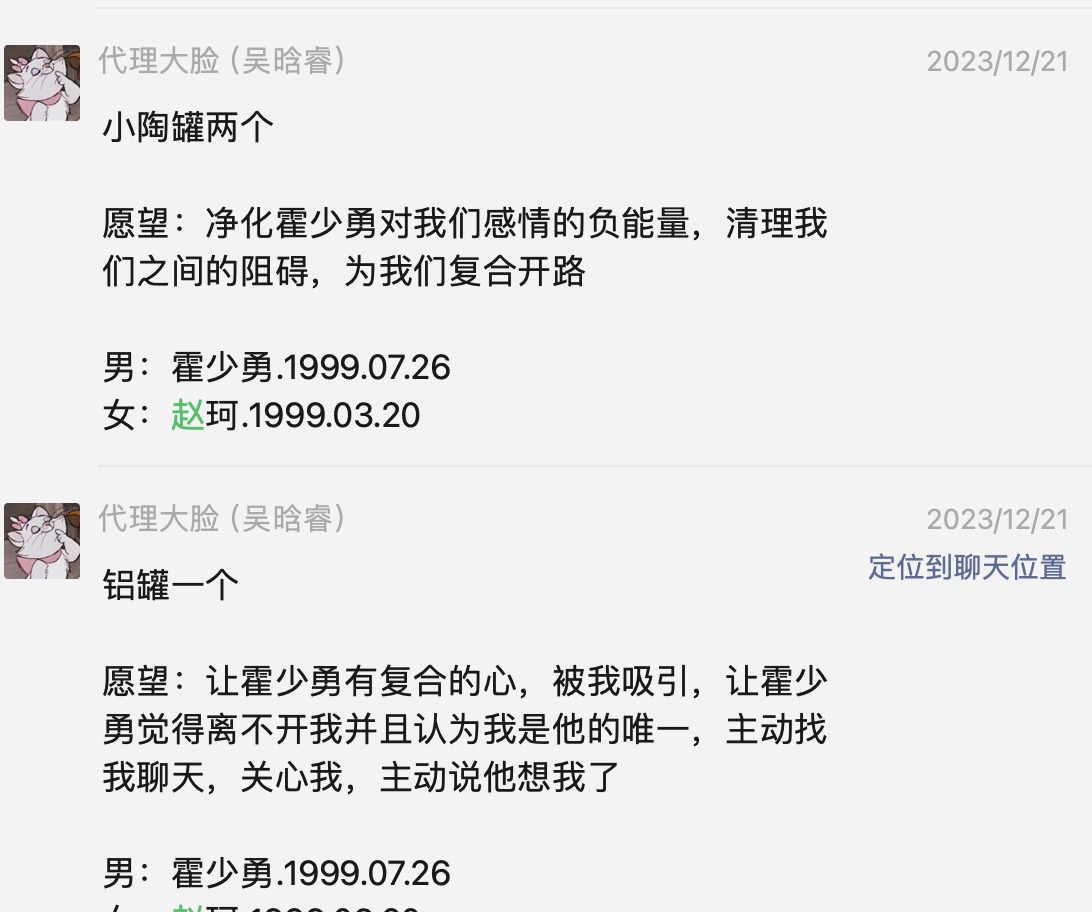 代理大脸（吴晗睿）
2023/12/21
小陶罐两个
愿望：净化霍少勇对我们感情的负能量，清理我
们之间的阻碍，为我们复合开路
男：霍少勇.1999.07.26
女：赵珂.1999.03.20
代理大脸（吴晗睿）
2023/12/21
定位到聊天位置
铝罐一个
愿望：让霍少勇有复合的心，被我吸引，让霍少
勇觉得离不开我并且认为我是他的唯一，主动找
我聊天，关心我，主动说他想我了
男：霍少勇.1999.07.26